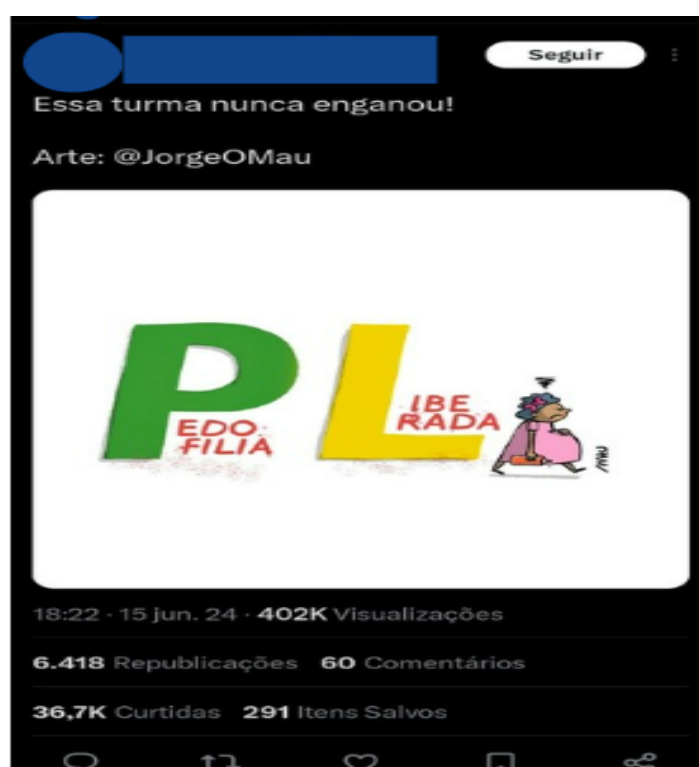 Seguir
Essa turma nunca enganou!
Arte: @JorgeOMau
P EDO L IBE
FILIA RADA
18:22 · 15 jun. 24 · 402K Visualizações
6.418 Republicações 60 Comentários
36,7K Curtidas 291 Itens Salvos